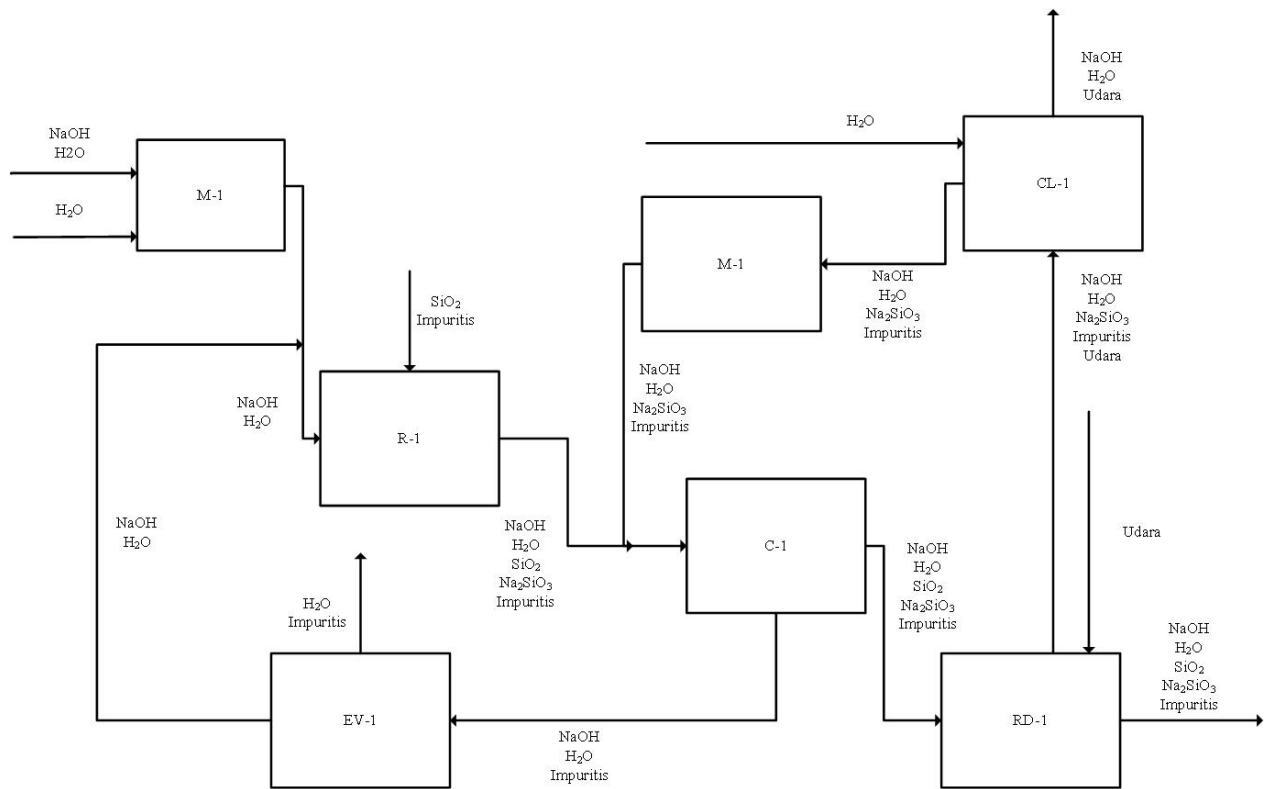 NaOH
H₂O
Udara
H₂O
NaOH
H2O
M-1
H₂O
CL-1
M-1
NaOH
H₂O
Na₂SiO₃
Impuritis
NaOH
H₂O
Na₂SiO₃
Impuritis
Udara
SiO₂
Impuritis
NaOH
H₂O
Na₂SiO₃
Impuritis
NaOH
H₂O
R-1
NaOH
H₂O
NaOH
H₂O
SiO₂
Na₂SiO₃
Impuritis
C-1
NaOH
H₂O
SiO₂
Na₂SiO₃
Impuritis
Udara
H₂O
Impuritis
NaOH
H₂O
SiO₂
Na₂SiO₃
Impuritis
EV-1
NaOH
H₂O
Impuritis
RD-1